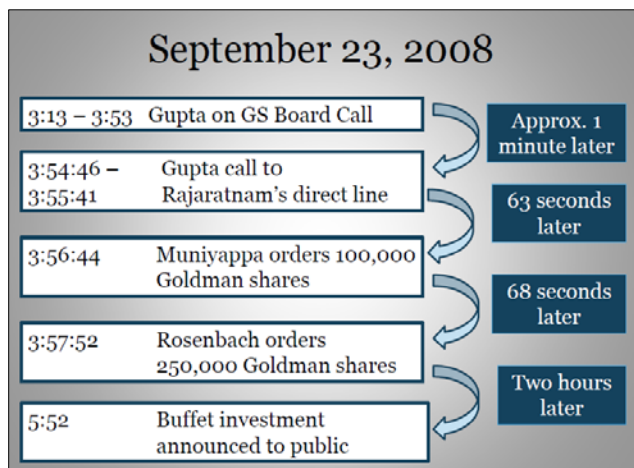 September 23, 2008
3:13 – 3:53 Gupta on GS Board Call
Approx. 1
minute later
3:54:46 – Gupta call to
3:55:41 Rajaratnam's direct line
63 seconds
later
3:56:44 Muniyappa orders 100,000
Goldman shares
68 seconds
later
3:57:52 Rosenbach orders
250,000 Goldman shares
Two hours
later
5:52 Buffet investment
announced to public